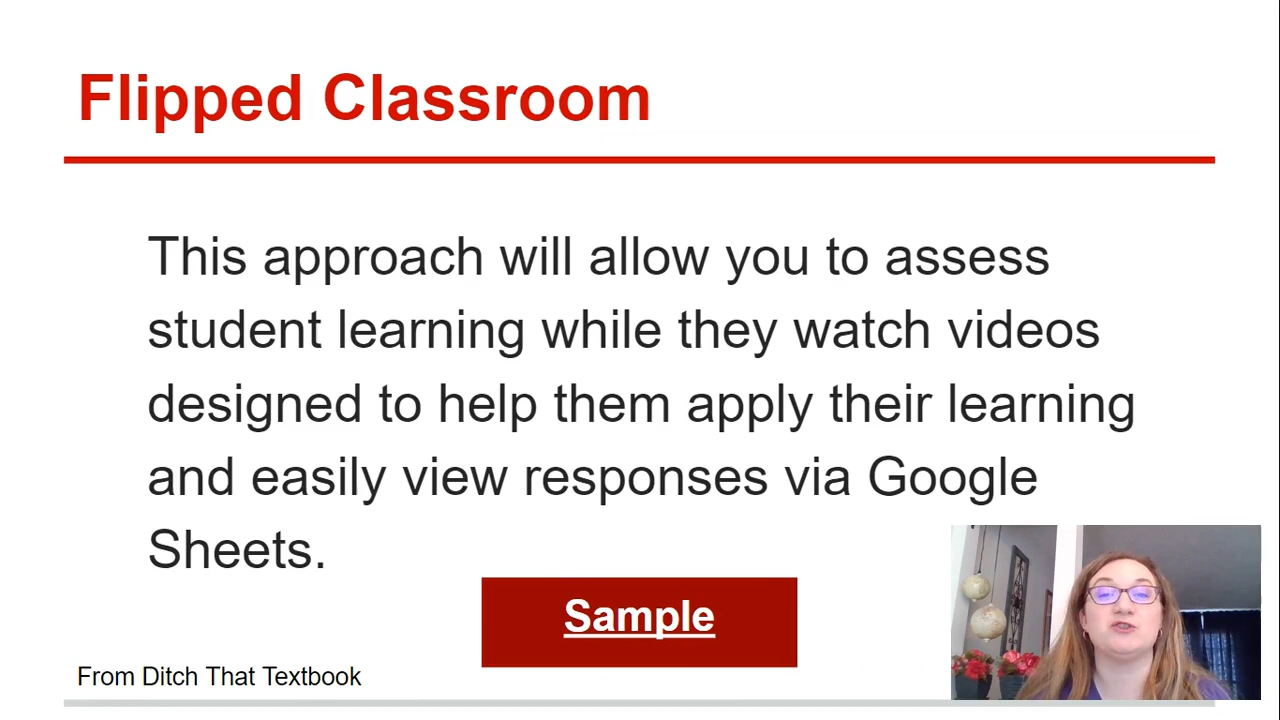 Flipped Classroom
This approach will allow you to assess
student learning while they watch videos
designed to help them apply their learning
and easily view responses via Google
Sheets.
Sample
From Ditch That Textbook